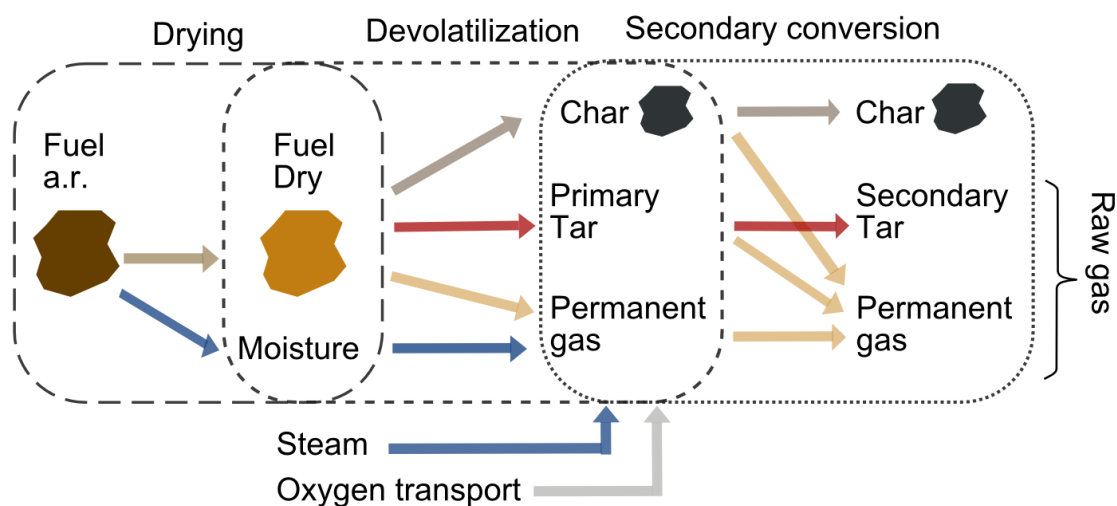 Drying
Devolatilization
Secondary conversion
Fuel
a.r.
Fuel
Dry
Moisture
Char
Primary
Tar
Permanent
gas
Char
Secondary
Tar
Permanent
gas
Raw gas
Steam
Oxygen transport